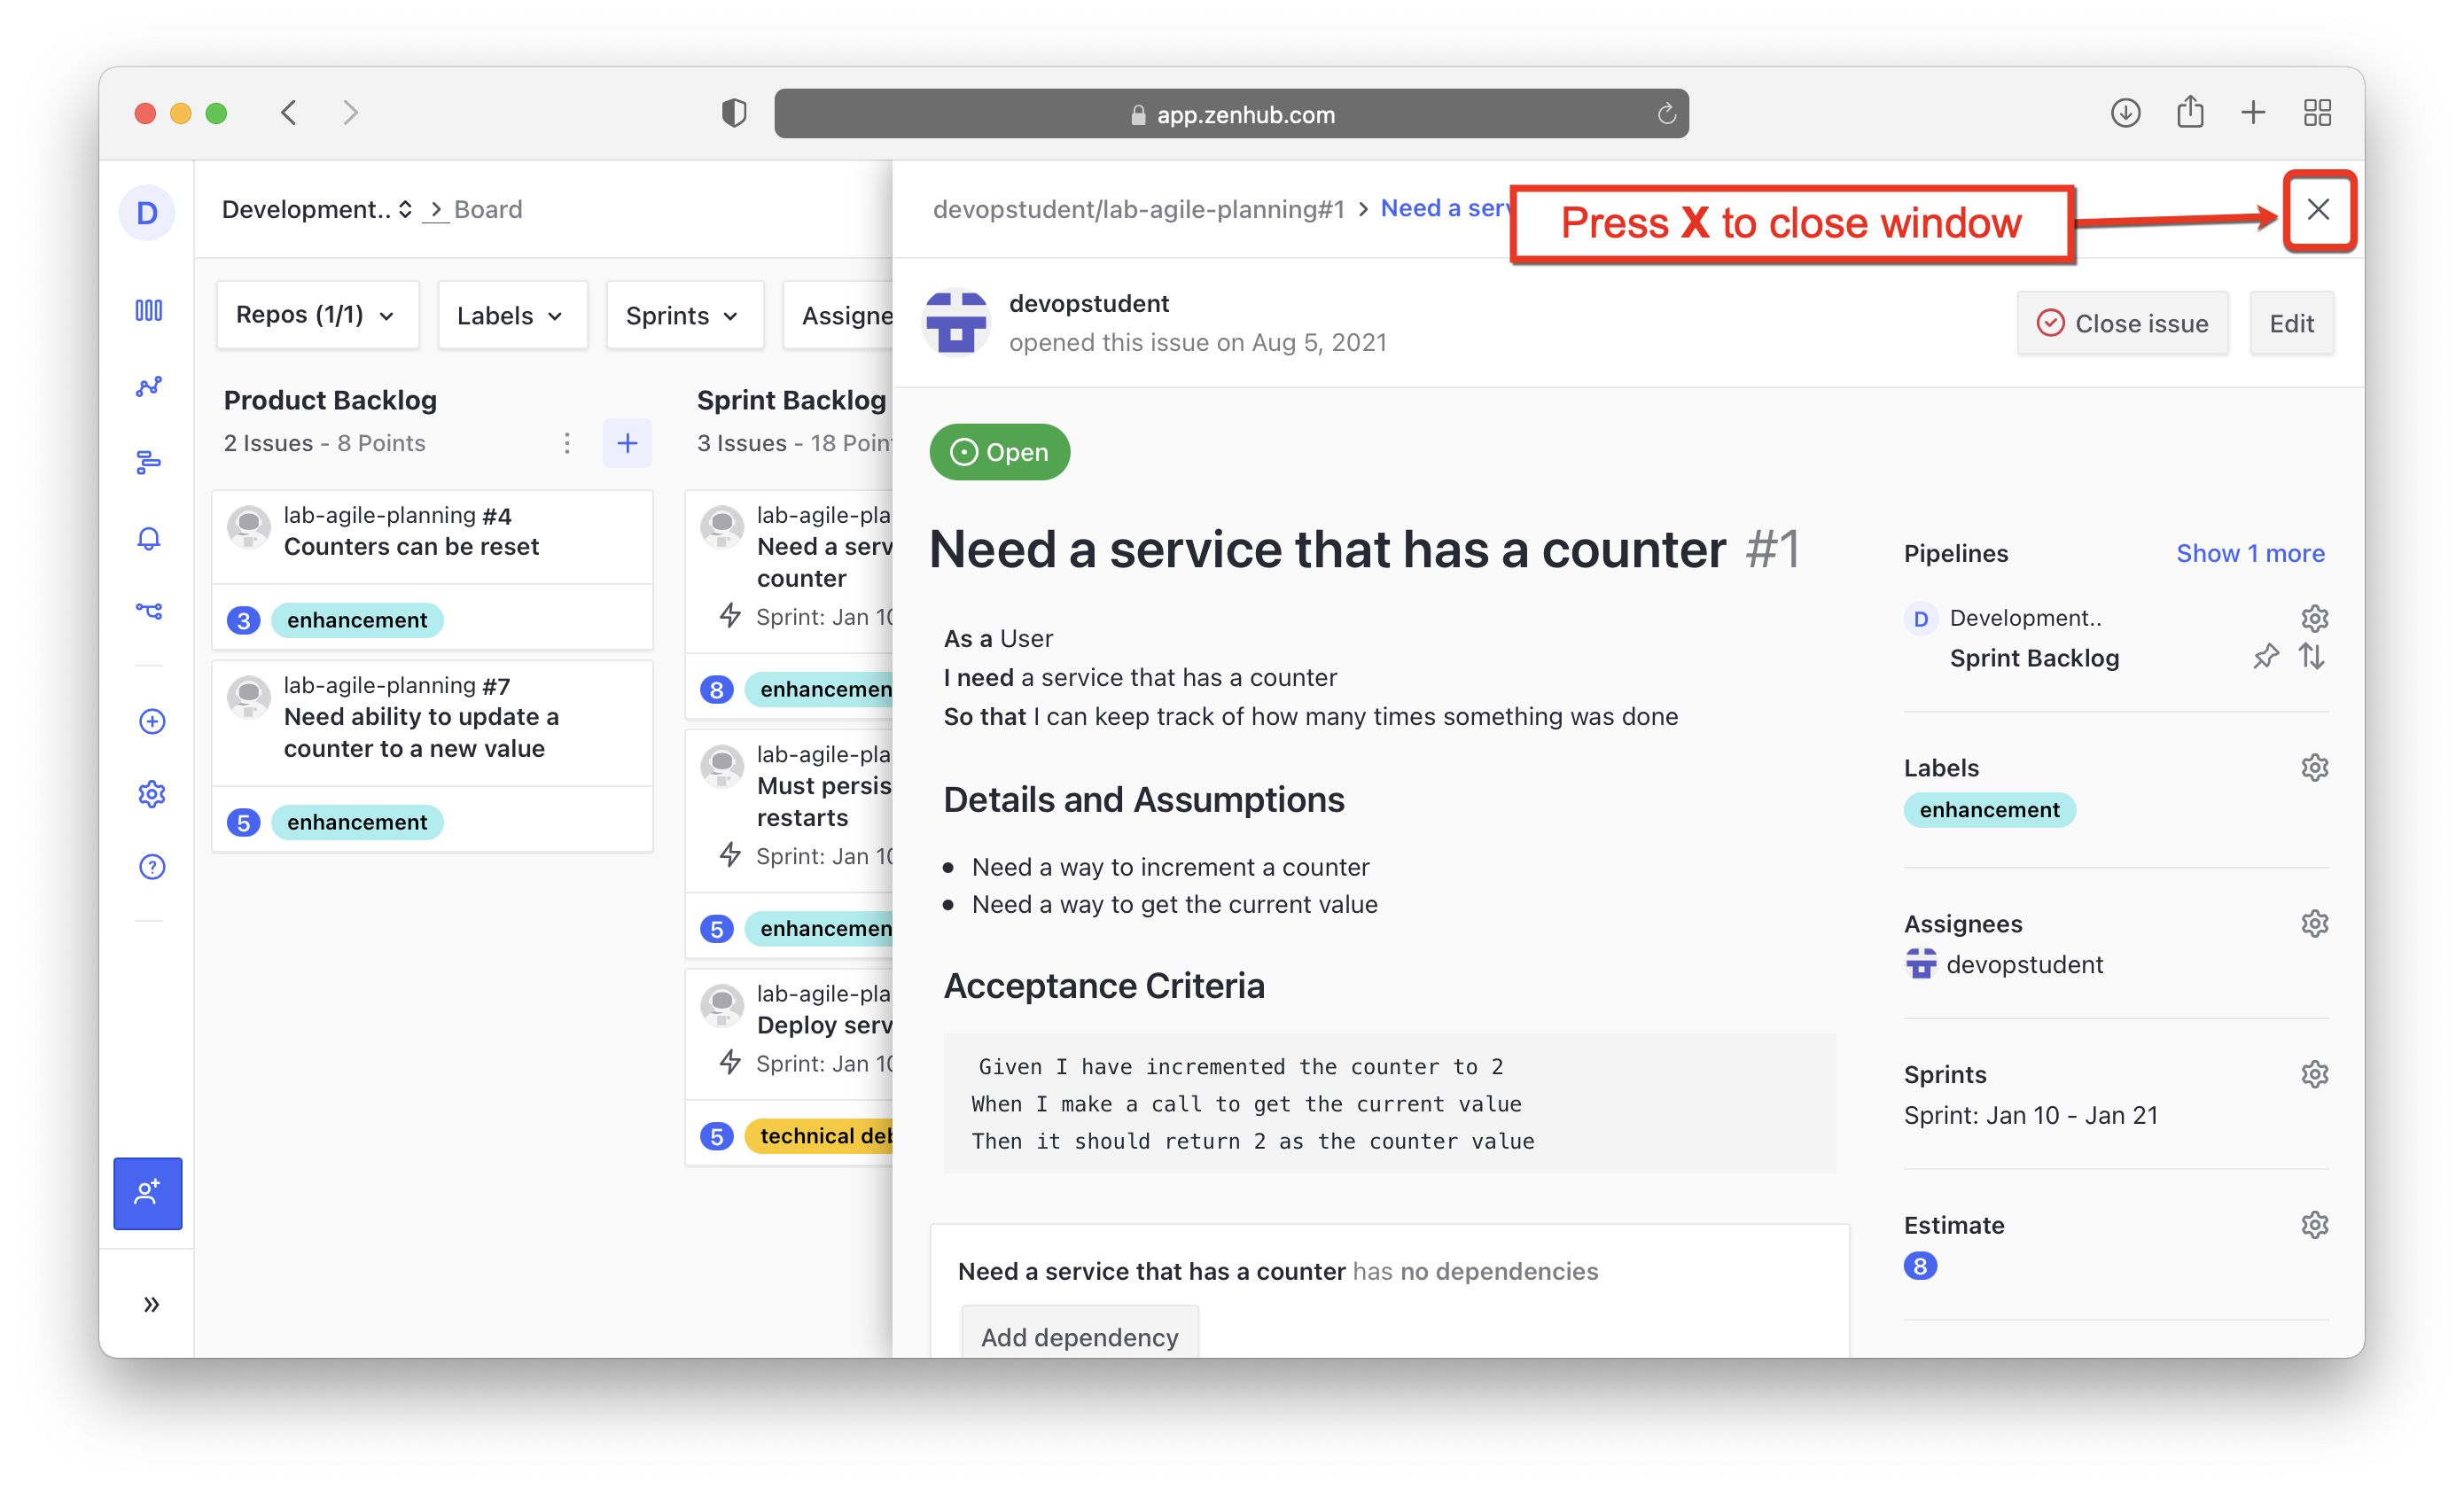 app.zenhub.com
D
Development.. > Board
Repos (1/1)
Labels
Sprints
Assigne
Product Backlog
2 Issues - 8 Points
lab-agile-planning #4
Counters can be reset
3 enhancement
lab-agile-planning #7
Need ability to update a
counter to a new value
5 enhancement
Sprint Backlog
3 Issues - 18 Poin
lab-agile-pla
Need a serv
counter
Sprint: Jan 10
8 enhancemen
lab-agile-pla
Must persis
restarts
Sprint: Jan 10
5 enhancemen
lab-agile-pla
Deploy serv
Sprint: Jan 10
5 technical deb
devopstudent/lab-agile-planning#1 > Need a serv
Press X to close window
devopstudent
opened this issue on Aug 5, 2021
Close issue
Edit
Open
Need a service that has a counter #1
As a User
I need a service that has a counter
So that I can keep track of how many times something was done
Details and Assumptions
• Need a way to increment a counter
• Need a way to get the current value
Acceptance Criteria
Given I have incremented the counter to 2
When I make a call to get the current value
Then it should return 2 as the counter value
Need a service that has a counter has no dependencies
Add dependency
Pipelines
Show 1 more
D Development..
Sprint Backlog
Labels
enhancement
Assignees
devopstudent
Sprints
Sprint: Jan 10 - Jan 21
Estimate
8